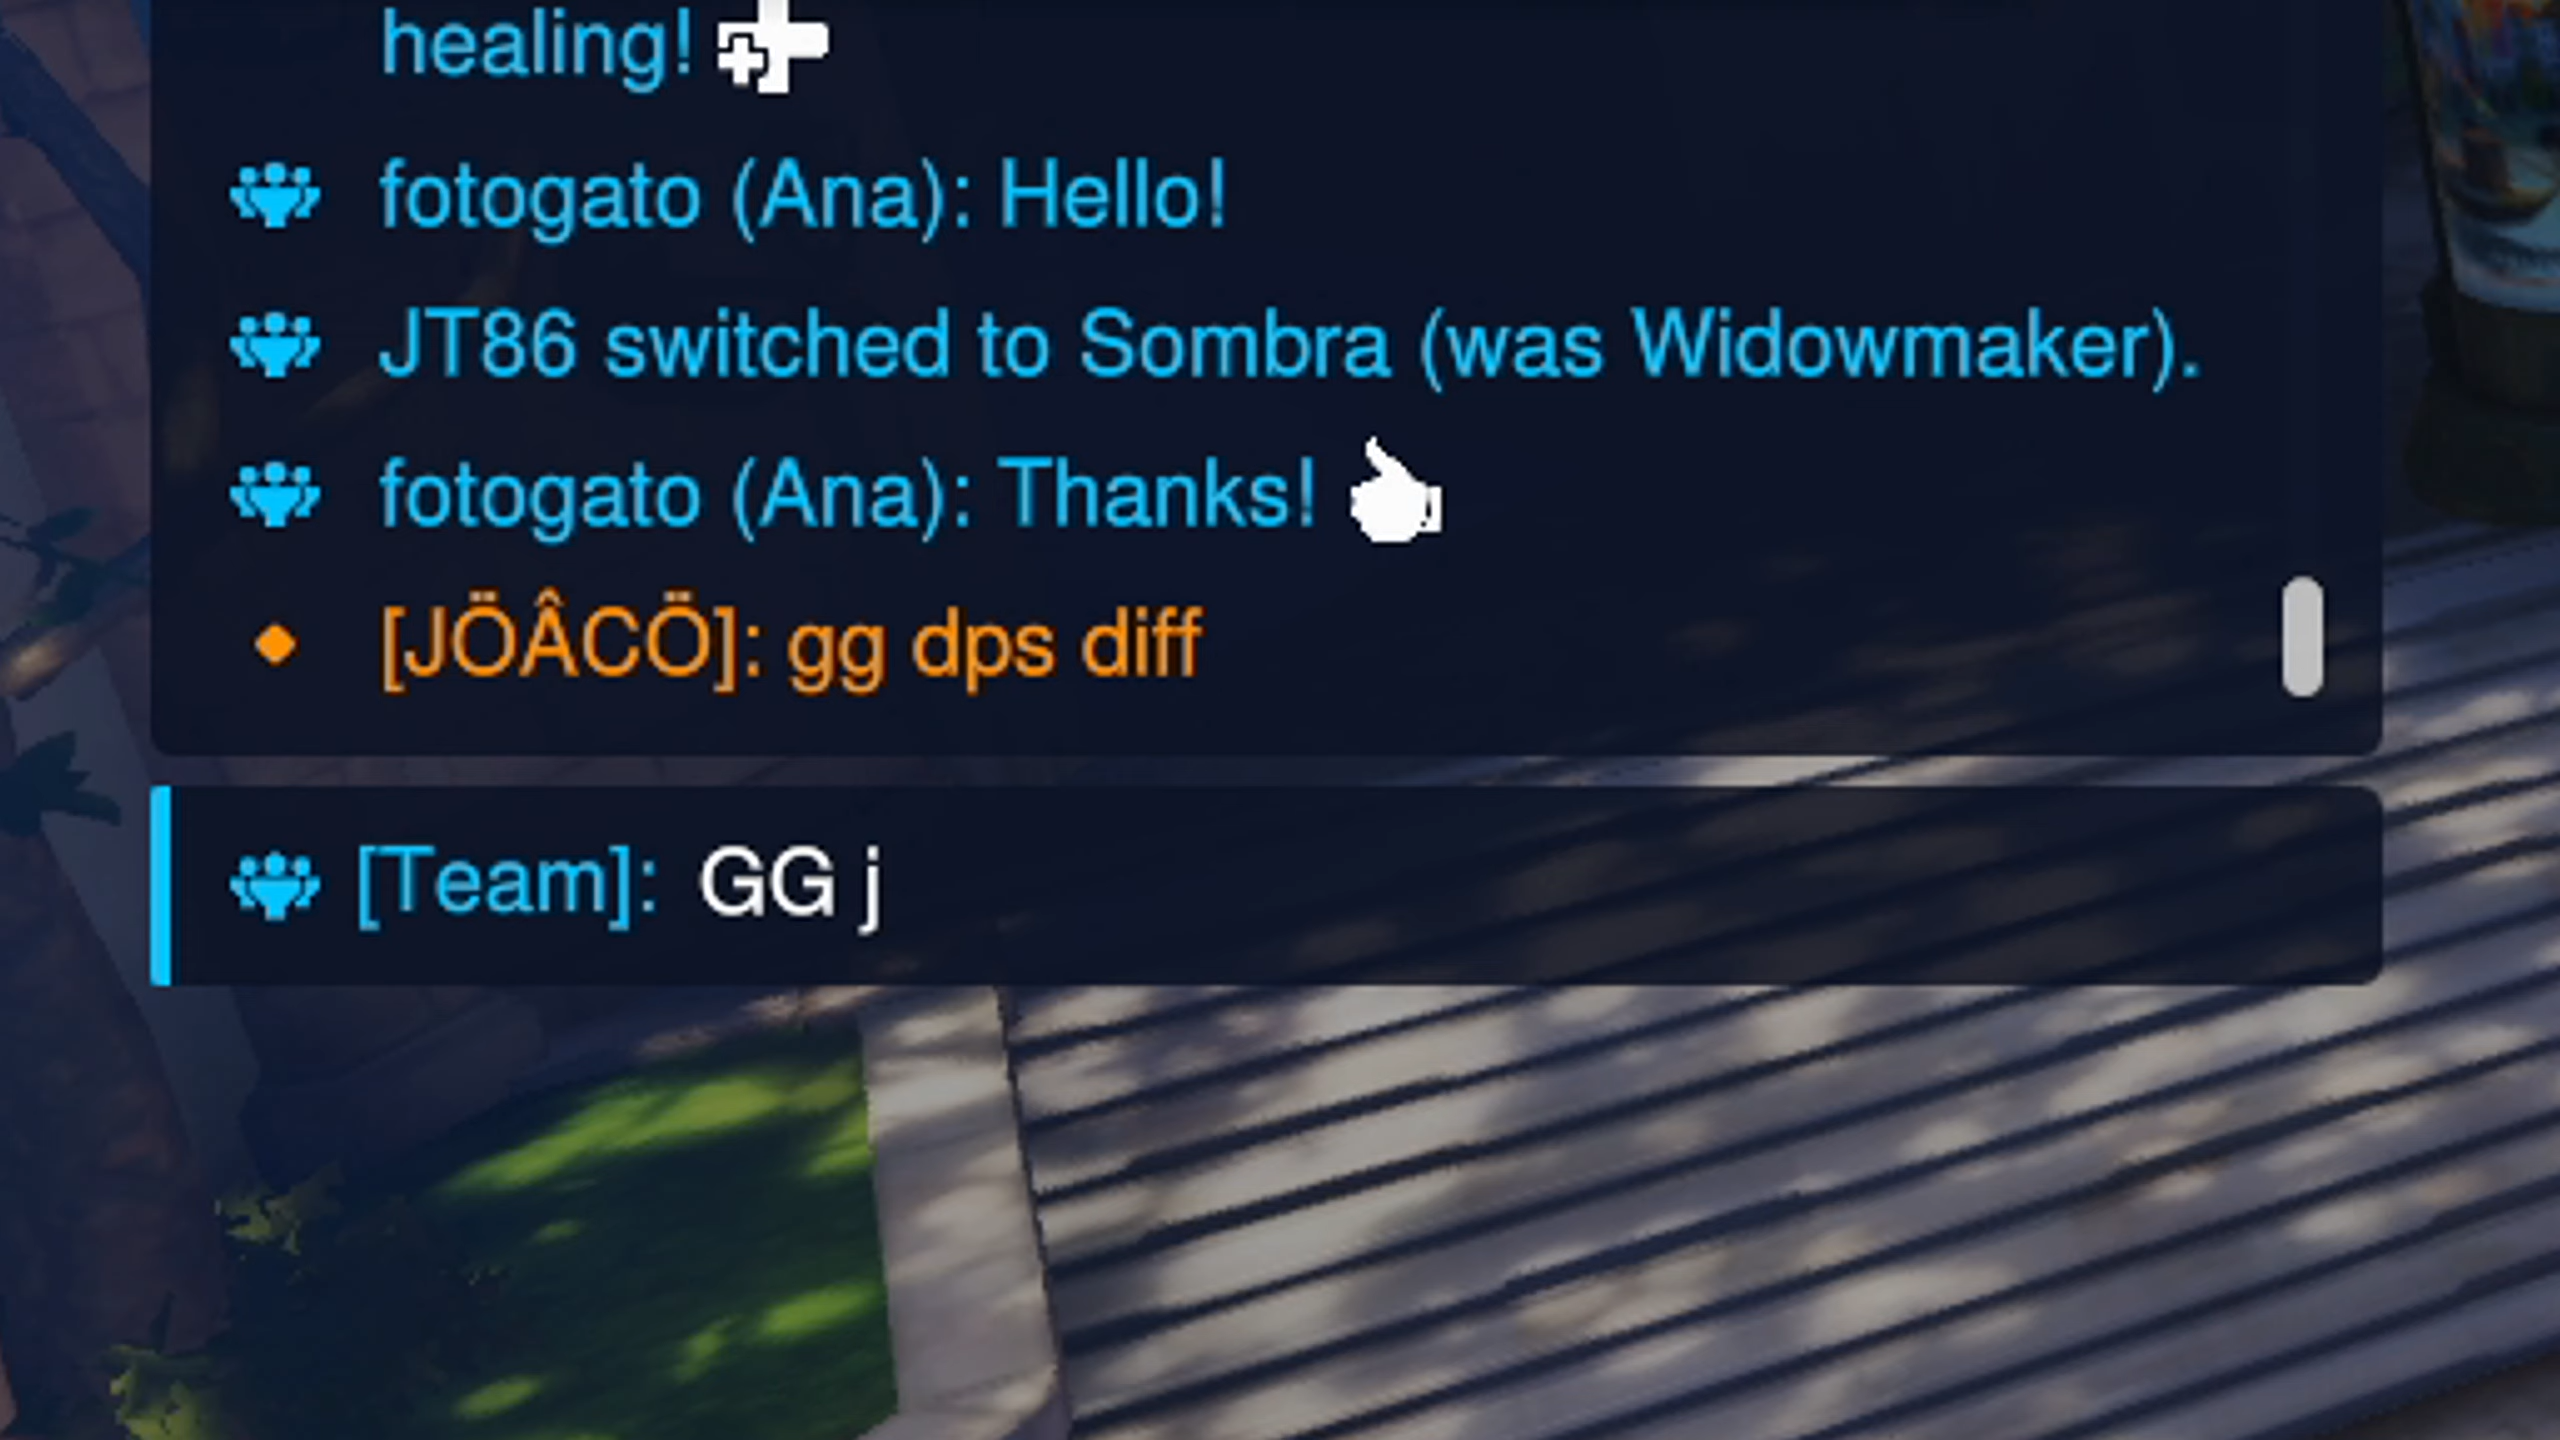 healing!
fotogato (Ana): Hello!
JT86 switched to Sombra (was Widowmaker).
fotogato (Ana): Thanks!
[JÖÂCÖ]: gg dps diff
[Team]: GG j